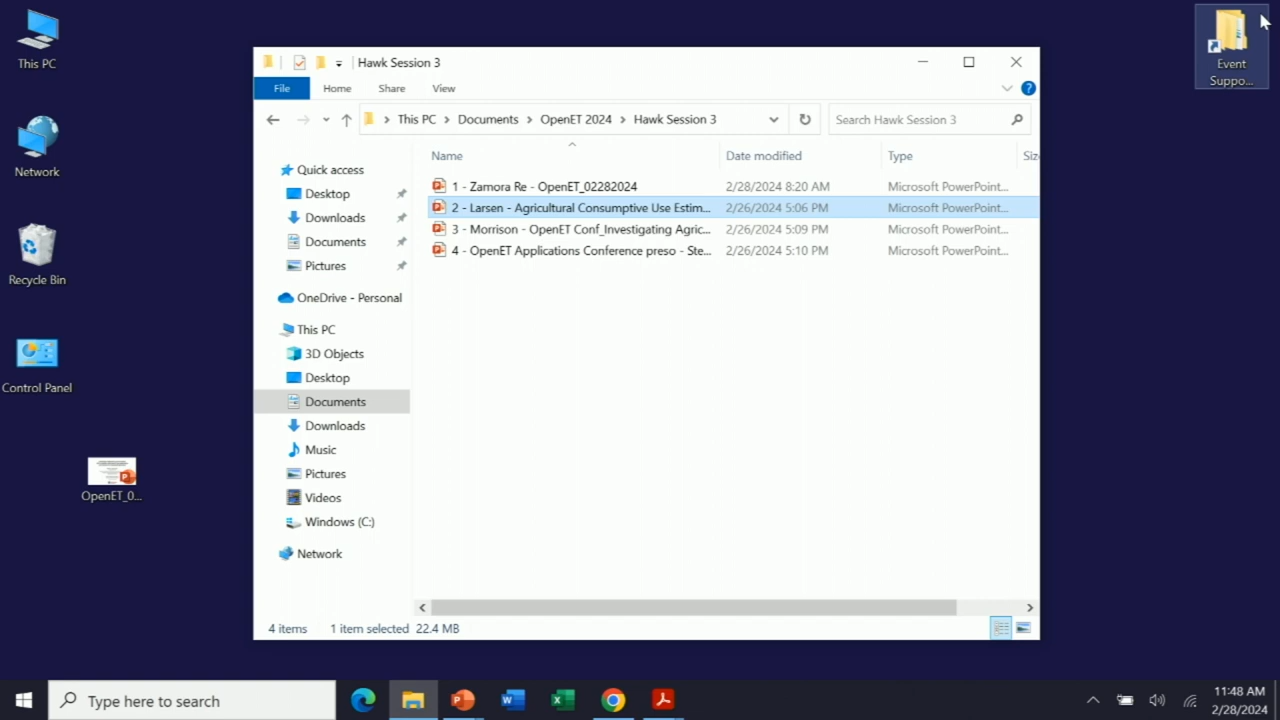 This PC
Network
Recycle Bin
Control Panel
OpenET_0...
Event
Suppo...
Hawk Session 3
File
Home
Share
View
This PC
Documents
OpenET 2024
Hawk Session 3
Search Hawk Session 3
Name
Date modified
Type
Siz
Quick access
Desktop
Downloads
Documents
Pictures
OneDrive - Personal
This PC
3D Objects
Desktop
Documents
Downloads
Music
Pictures
Videos
Windows (C:)
Network
1 - Zamora Re - OpenET_02282024 2/28/2024 8:20 AM Microsoft PowerPoint...
2 - Larsen - Agricultural Consumptive Use Estim... 2/26/2024 5:06 PM Microsoft PowerPoint...
3 - Morrison - OpenET Conf_Investigating Agric... 2/26/2024 5:09 PM Microsoft PowerPoint...
4 - OpenET Applications Conference preso - Ste... 2/26/2024 5:10 PM Microsoft PowerPoint...
4 items 1 item selected 22.4 MB
Type here to search
11:48 AM
2/28/2024